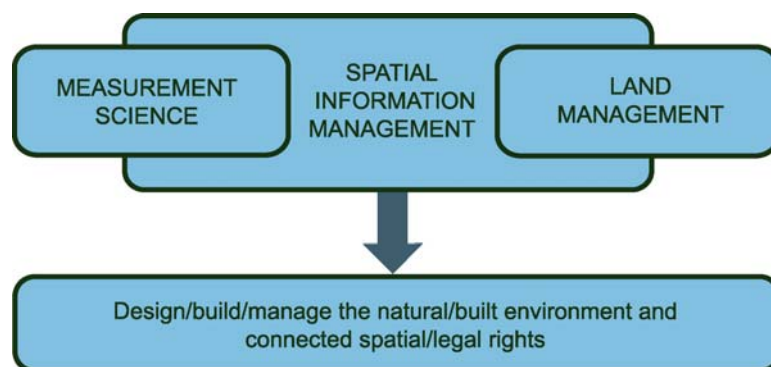 MEASUREMENT
SCIENCE
SPATIAL
INFORMATION
MANAGEMENT
LAND
MANAGEMENT
Design/build/manage the natural/built environment and
connected spatial/legal rights